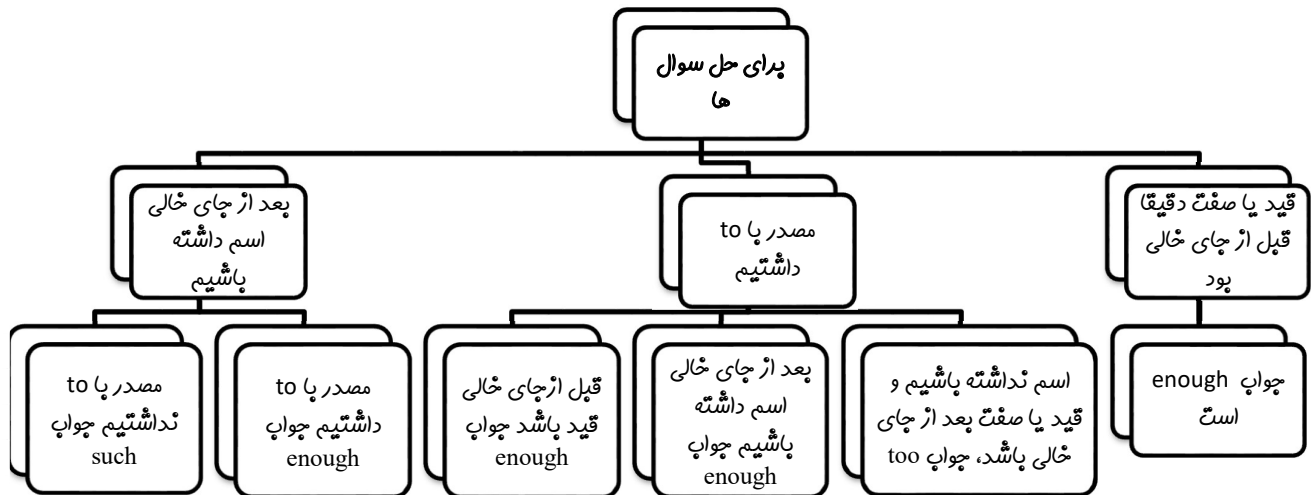 برای حل سوال
ها
قید یا صفت دقیقا
قبل از جای خالی
بود
جواب enough
است
مصدر با to
داشتیم
اسم نداشته باشیم و
قید یا صفت بعد از جای
خالی باشد، جواب too
بعد از جای خالی
اسم داشته
باشیم جواب
enough
قبل ازجای خالی
قید باشد جواب
enough
بعد از جای خالی
اسم داشته
باشیم
مصدر با to
داشتیم جواب
enough
مصدر با to
نداشتیم جواب
such